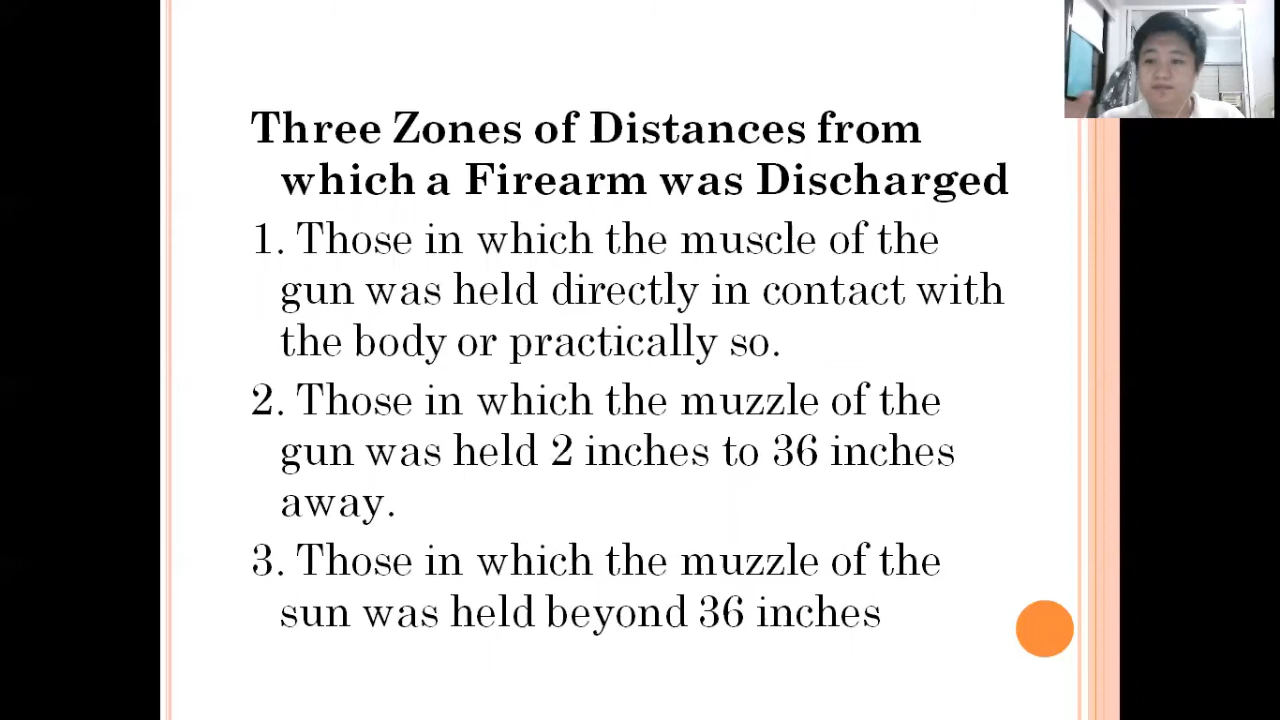 Three Zones of Distances from
which a Firearm was Discharged
1. Those in which the muscle of the
gun was held directly in contact with
the body or practically so.
2. Those in which the muzzle of the
gun was held 2 inches to 36 inches
away.
3. Those in which the muzzle of the
sun was held beyond 36 inches